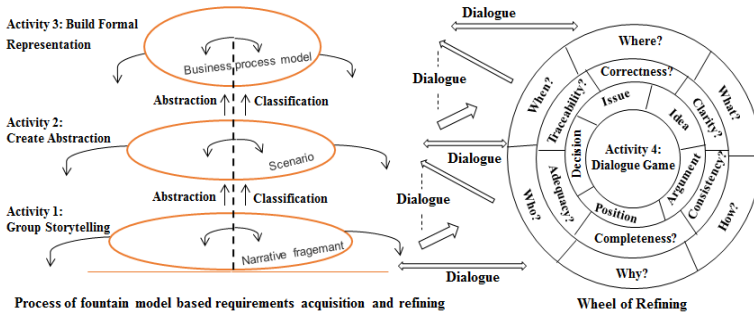 Activity 3: Build Formal
Representation
Business process model
Abstraction
Classification
Activity 2:
Create Abstraction
Scenario
Abstraction
Classification
Activity 1:
Group Storytelling
Narrative fragemant
Process of fountain model based requirements acquisition and refining
Dialogue
Dialogue
Dialogue
Dialogue
Dialogue
Where?
When?
What?
Who?
How?
Why?
Correctness?
Traceability?
Clarity?
Adequacy?
Consistency?
Completeness?
Issue
Idea
Decision
Argument
Position
Activity 4:
Dialogue Game
Wheel of Refining